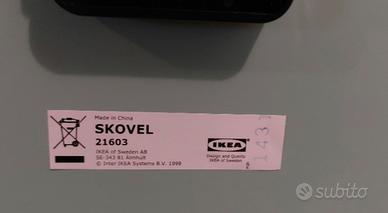 Made in China
SKOVEL
21603
IKEA of Sweden AB
SE-343 81 Älmhult
© Inter IKEA Systems B.V. 1999
IKEA
Design and Quality
IKEA of Sweden
1431
subito